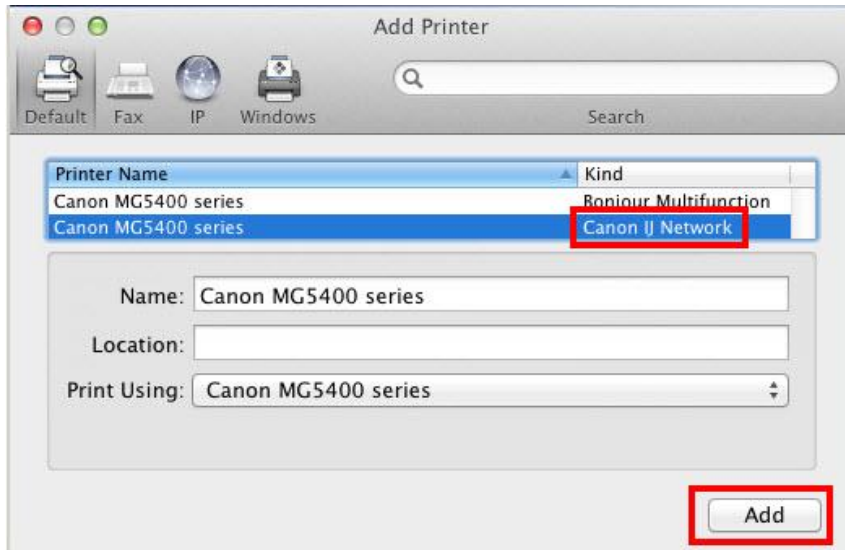 Add Printer
Default Fax IP Windows Search
Printer Name Kind
Canon MG5400 series Bonjour Multifunction
Canon MG5400 series Canon IJ Network
Name: Canon MG5400 series
Location:
Print Using: Canon MG5400 series
Add